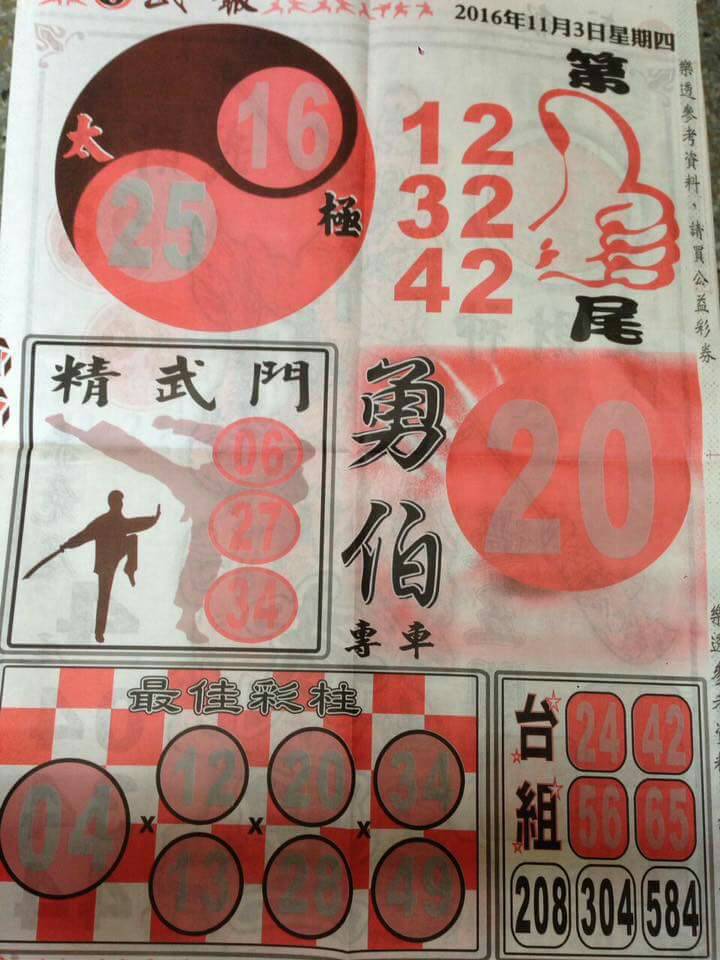 武報
2016年11月3日星期四
太極
16
25
第
12
32
42
尾
樂透參考資料,請買公益彩券
精武門
06
27
34
勇伯
專車
20
最佳彩柱
04 x 12 x 20 x 34
13 28 49
台組
24 42
56 65
208 304 584